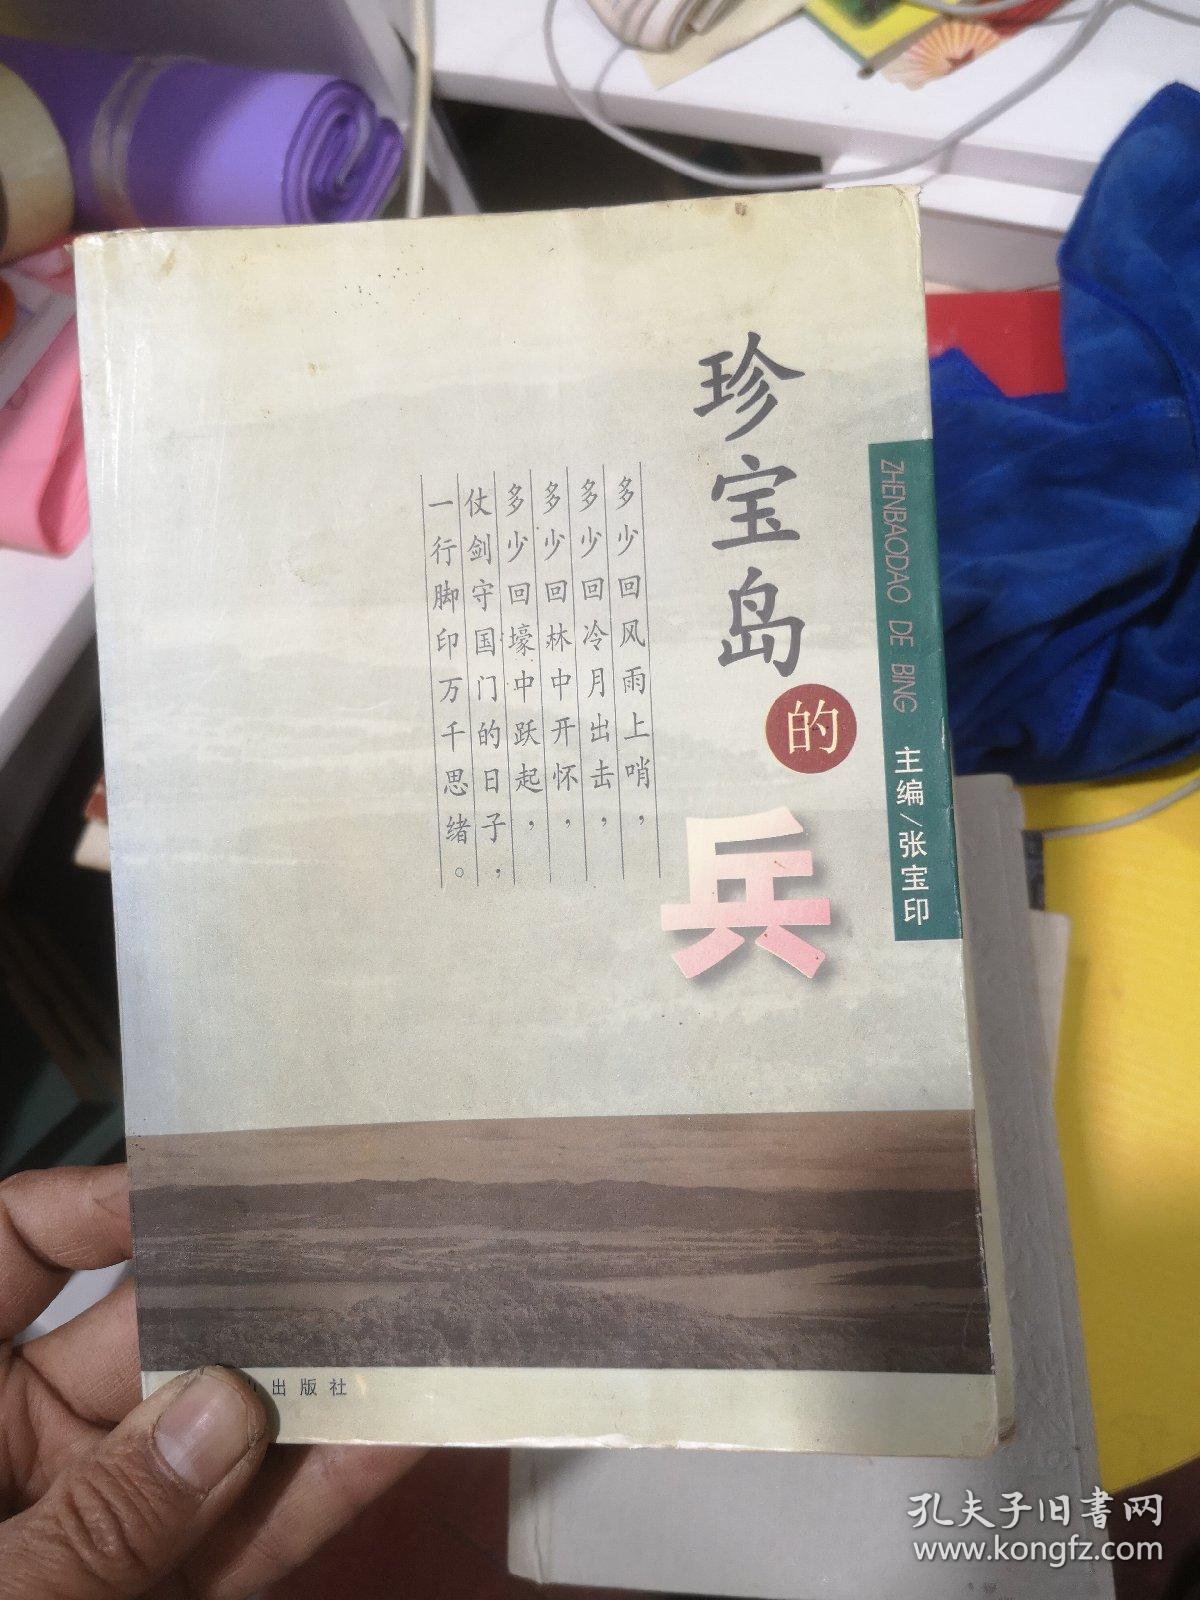 珍宝岛的兵
ZHENBAODAO DE BING
主编/张宝印
多少回风雨上哨，
多少回冷月出击，
多少回林中开怀，
多少回壕中跃起，
仗剑守国门的日子，
一行脚印万千思绪。
出版社
孔夫子旧书网
www.kongfz.com